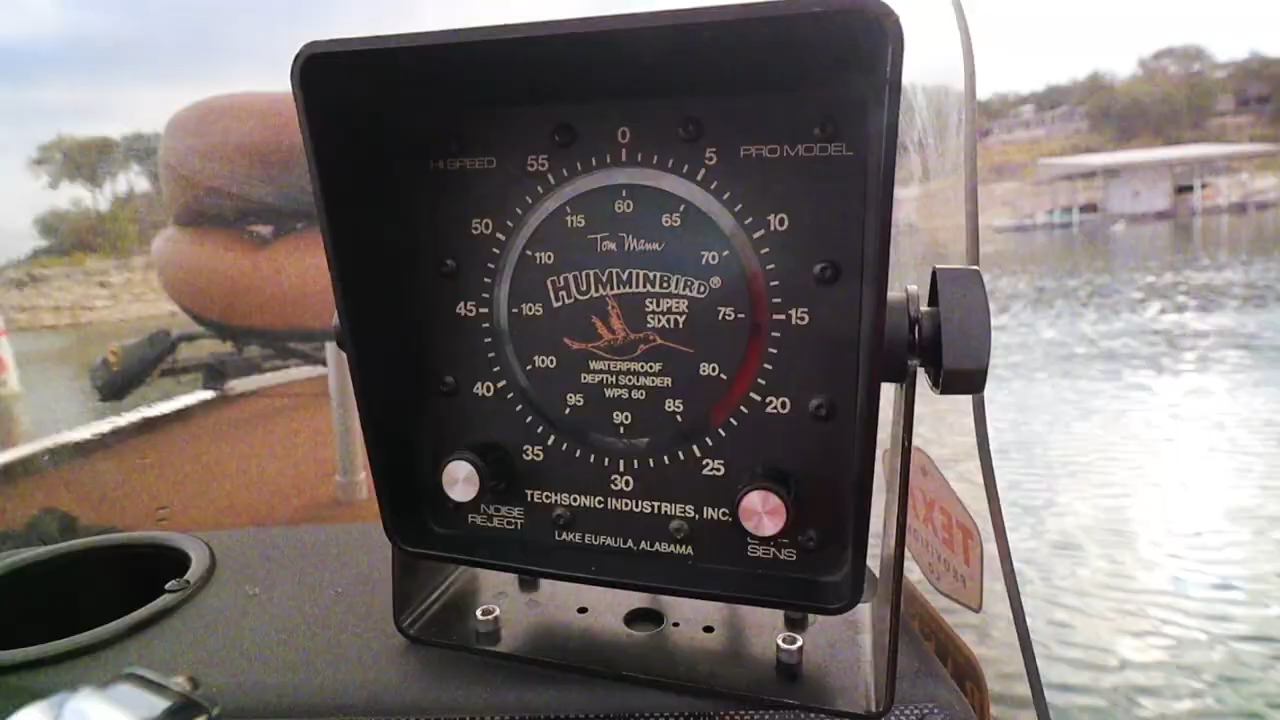 HI SPEED
PRO MODEL
0
5
10
15
20
25
30
35
40
45
50
55
60
65
70
75
80
85
90
95
100
105
110
115
Tom Mann
HUMMINBIRD®
SUPER
SIXTY
WATERPROOF
DEPTH SOUNDER
WPS 60
TECHSONIC INDUSTRIES, INC.
LAKE EUFAULA, ALABAMA
NOISE
REJECT
SENS